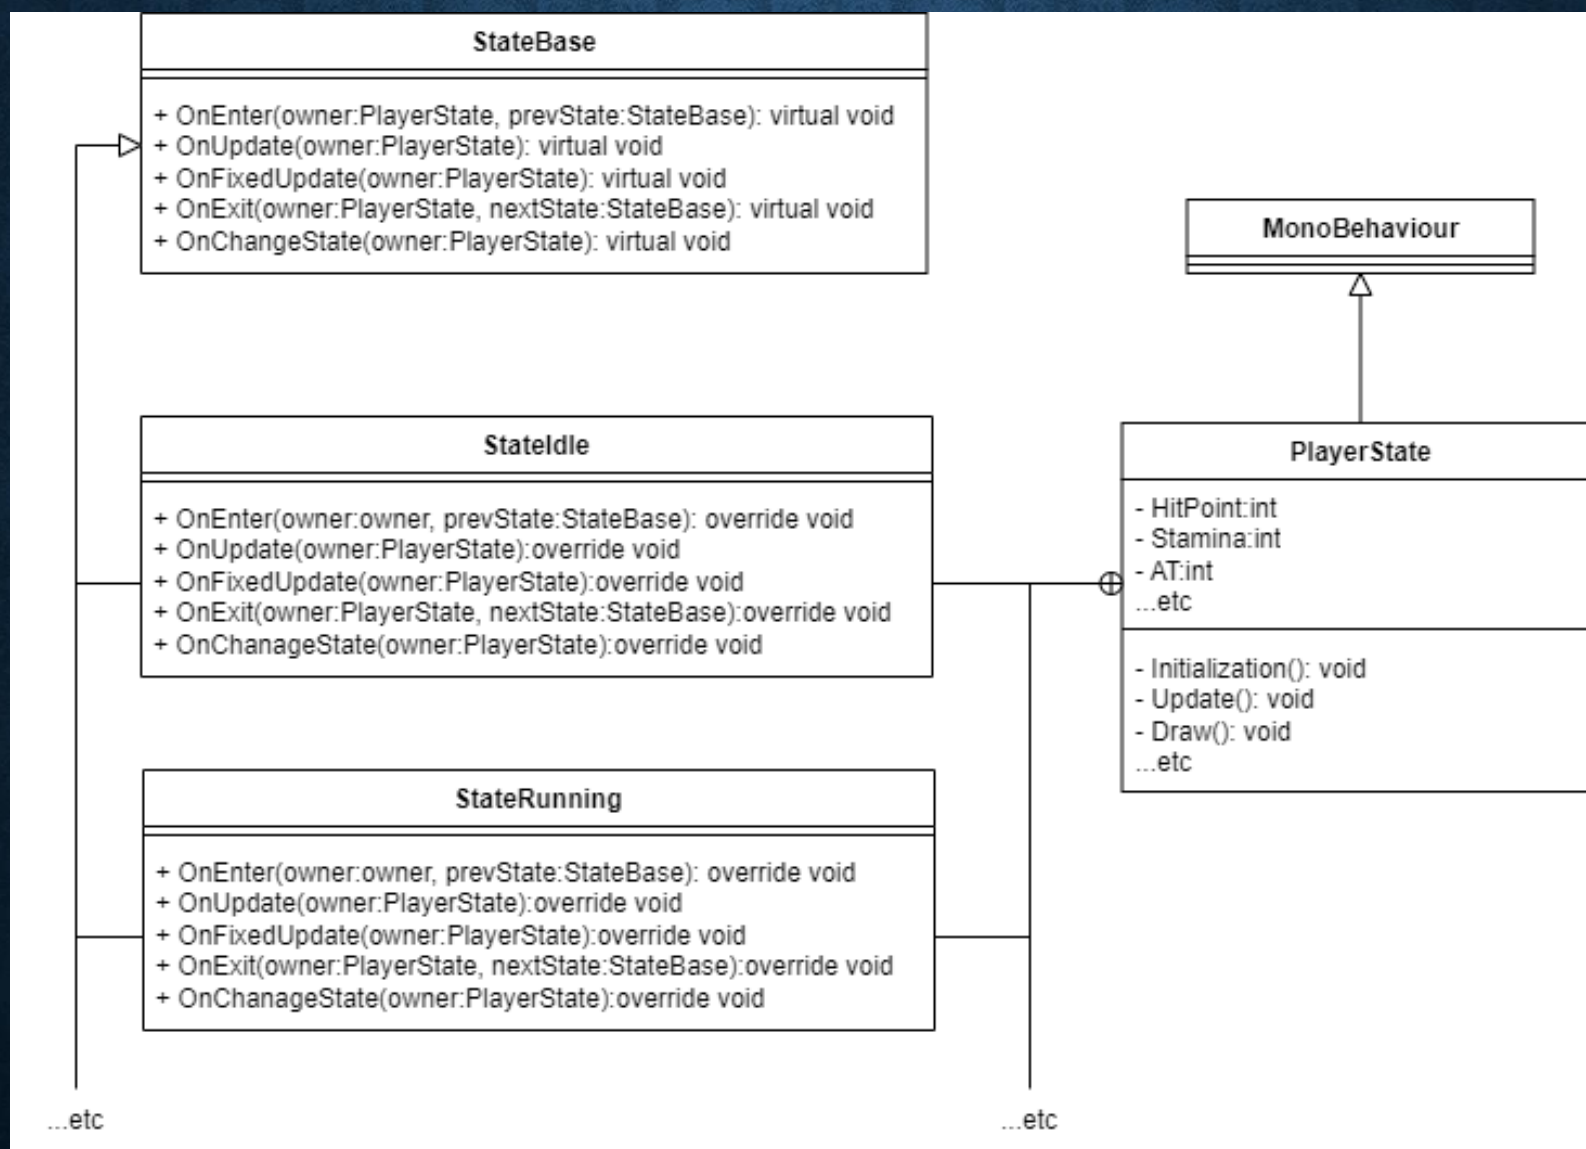 StateBase
+ OnEnter(owner:PlayerState, prevState:StateBase): virtual void
+ OnUpdate(owner:PlayerState): virtual void
+ OnFixedUpdate(owner:PlayerState): virtual void
+ OnExit(owner:PlayerState, nextState:StateBase): virtual void
+ OnChangeState(owner:PlayerState): virtual void
MonoBehaviour
StateIdle
+ OnEnter(owner:owner, prevState:StateBase): override void
+ OnUpdate(owner:PlayerState):override void
+ OnFixedUpdate(owner:PlayerState):override void
+ OnExit(owner:PlayerState, nextState:StateBase):override void
+ OnChanageState(owner:PlayerState):override void
PlayerState
- HitPoint:int
- Stamina:int
- AT:int
...etc
- Initialization(): void
- Update(): void
- Draw(): void
...etc
StateRunning
+ OnEnter(owner:owner, prevState:StateBase): override void
+ OnUpdate(owner:PlayerState):override void
+ OnFixedUpdate(owner:PlayerState):override void
+ OnExit(owner:PlayerState, nextState:StateBase):override void
+ OnChanageState(owner:PlayerState):override void
...etc
...etc